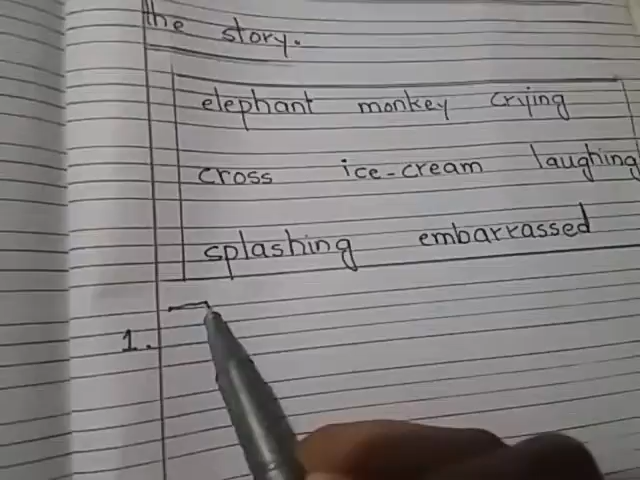 the story.
elephant monkey crying
cross ice-cream laughing
splashing embarrassed
1.